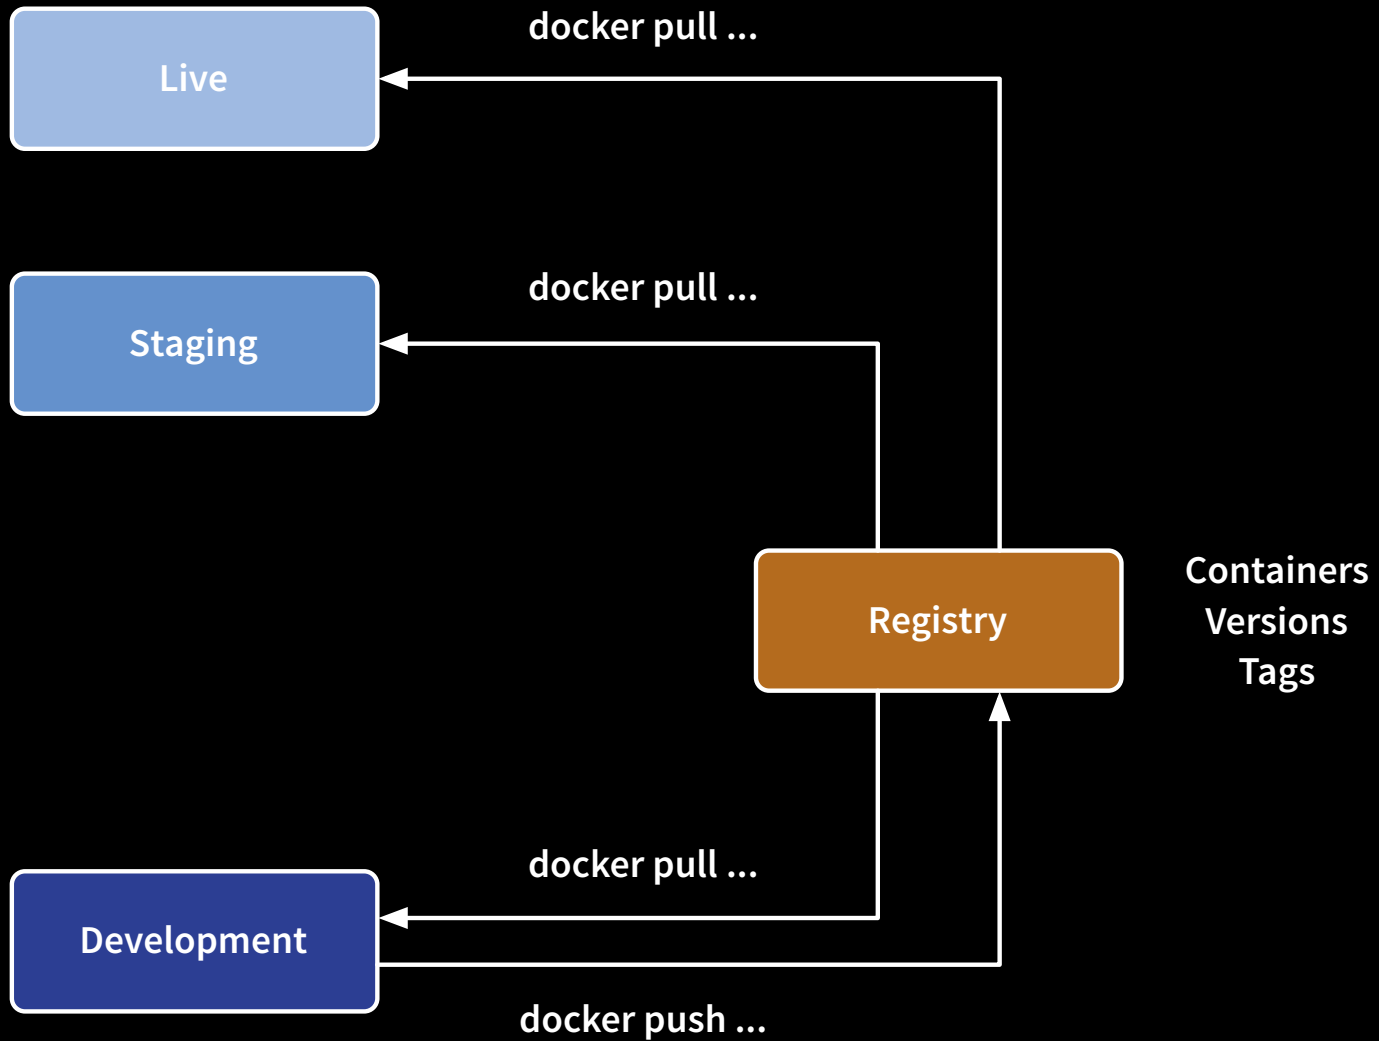 docker pull ...
Live
docker pull ...
Staging
Registry
Containers
Versions
Tags
docker pull ...
Development
docker push ...